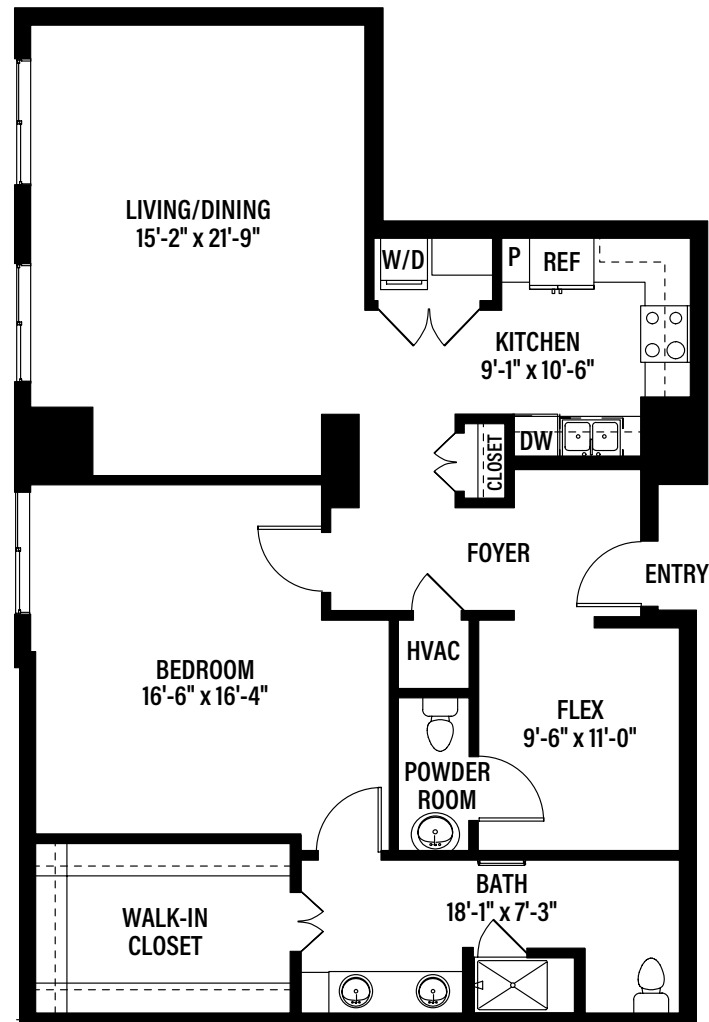 LIVING/DINING
15'-2" x 21'-9"
W/D
P
REF
KITCHEN
9'-1" x 10'-6"
DW
CLOSET
FOYER
ENTRY
HVAC
BEDROOM
16'-6" x 16'-4"
FLEX
9'-6" x 11'-0"
POWDER
ROOM
BATH
18'-1" x 7'-3"
WALK-IN
CLOSET